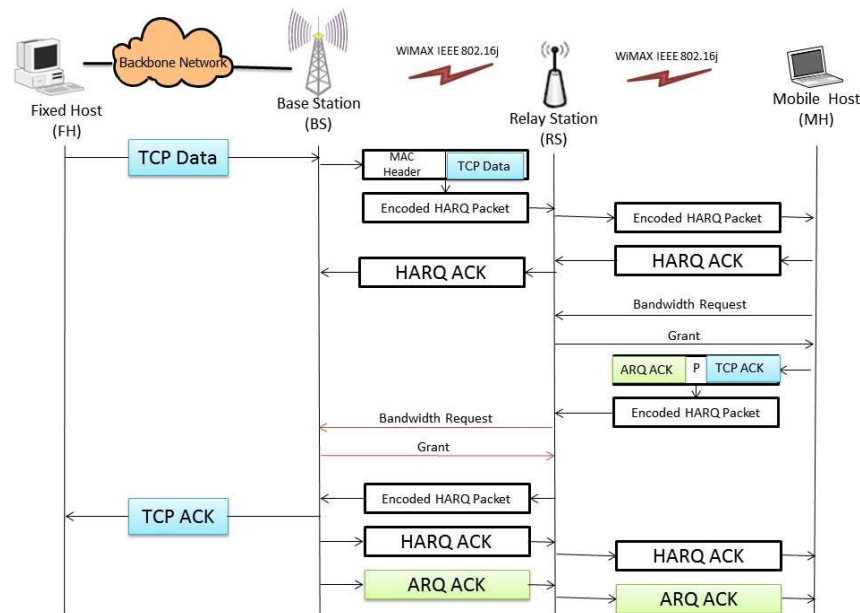 WiMAX IEEE 802.16j
WiMAX IEEE 802.16j
Backbone Network
Fixed Host
(FH)
Base Station
(BS)
Relay Station
(RS)
Mobile Host
(MH)
TCP Data
MAC
Header
TCP Data
Encoded HARQ Packet
Encoded HARQ Packet
HARQ ACK
HARQ ACK
Bandwidth Request
Grant
ARQ ACK
P
TCP ACK
Encoded HARQ Packet
Bandwidth Request
Grant
Encoded HARQ Packet
TCP ACK
HARQ ACK
HARQ ACK
ARQ ACK
ARQ ACK